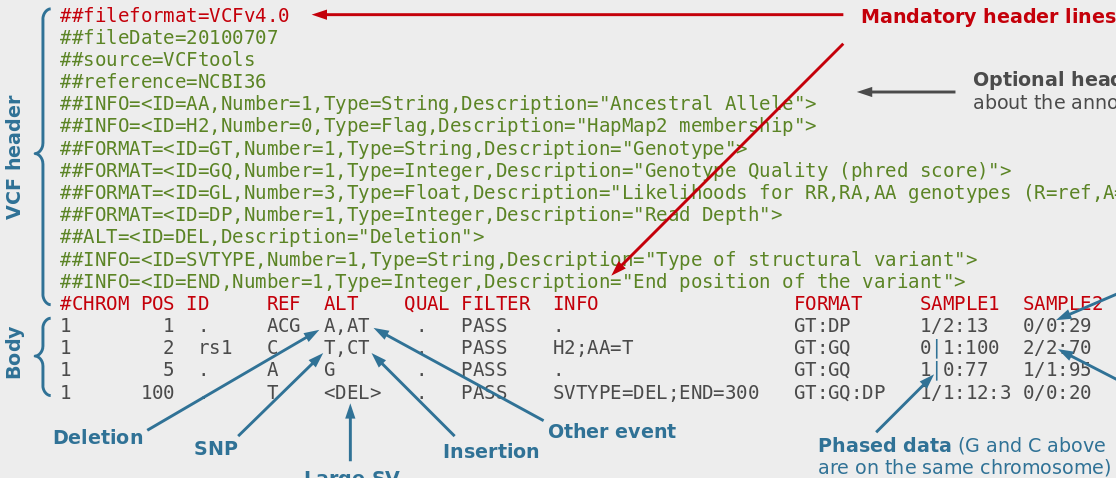 ##fileformat=VCFv4.0
Mandatory header lines
##fileDate=20100707
##source=VCFtools
##reference=NCBI36
Optional head
about the anno
##INFO=<ID=AA,Number=1,Type=String,Description="Ancestral Allele">
##INFO=<ID=H2,Number=0,Type=Flag,Description="HapMap2 membership">
##FORMAT=<ID=GT,Number=1,Type=String,Description="Genotype">
##FORMAT=<ID=GQ,Number=1,Type=Integer,Description="Genotype Quality (phred score)">
##FORMAT=<ID=GL,Number=3,Type=Float,Description="Likelihoods for RR,RA,AA genotypes (R=ref,A=
##FORMAT=<ID=DP,Number=1,Type=Integer,Description="Read Depth">
##ALT=<ID=DEL,Description="Deletion">
##INFO=<ID=SVTYPE,Number=1,Type=String,Description="Type of structural variant">
##INFO=<ID=END,Number=1,Type=Integer,Description="End position of the variant">
VCF header
#CHROM POS ID REF ALT QUAL FILTER INFO FORMAT SAMPLE1 SAMPLE2
1 1 . ACG A,AT . PASS . GT:DP 1/2:13 0/0:29
1 2 rs1 C T,CT . PASS H2;AA=T GT:GQ 0|1:100 2/2:70
1 5 . A G . PASS . GT:GQ 1|0:77 1/1:95
1 100 T <DEL> . PASS SVTYPE=DEL;END=300 GT:GQ:DP 1/1:12:3 0/0:20
Body
Deletion
SNP
Large SV
Insertion
Other event
Phased data (G and C above
are on the same chromosome)